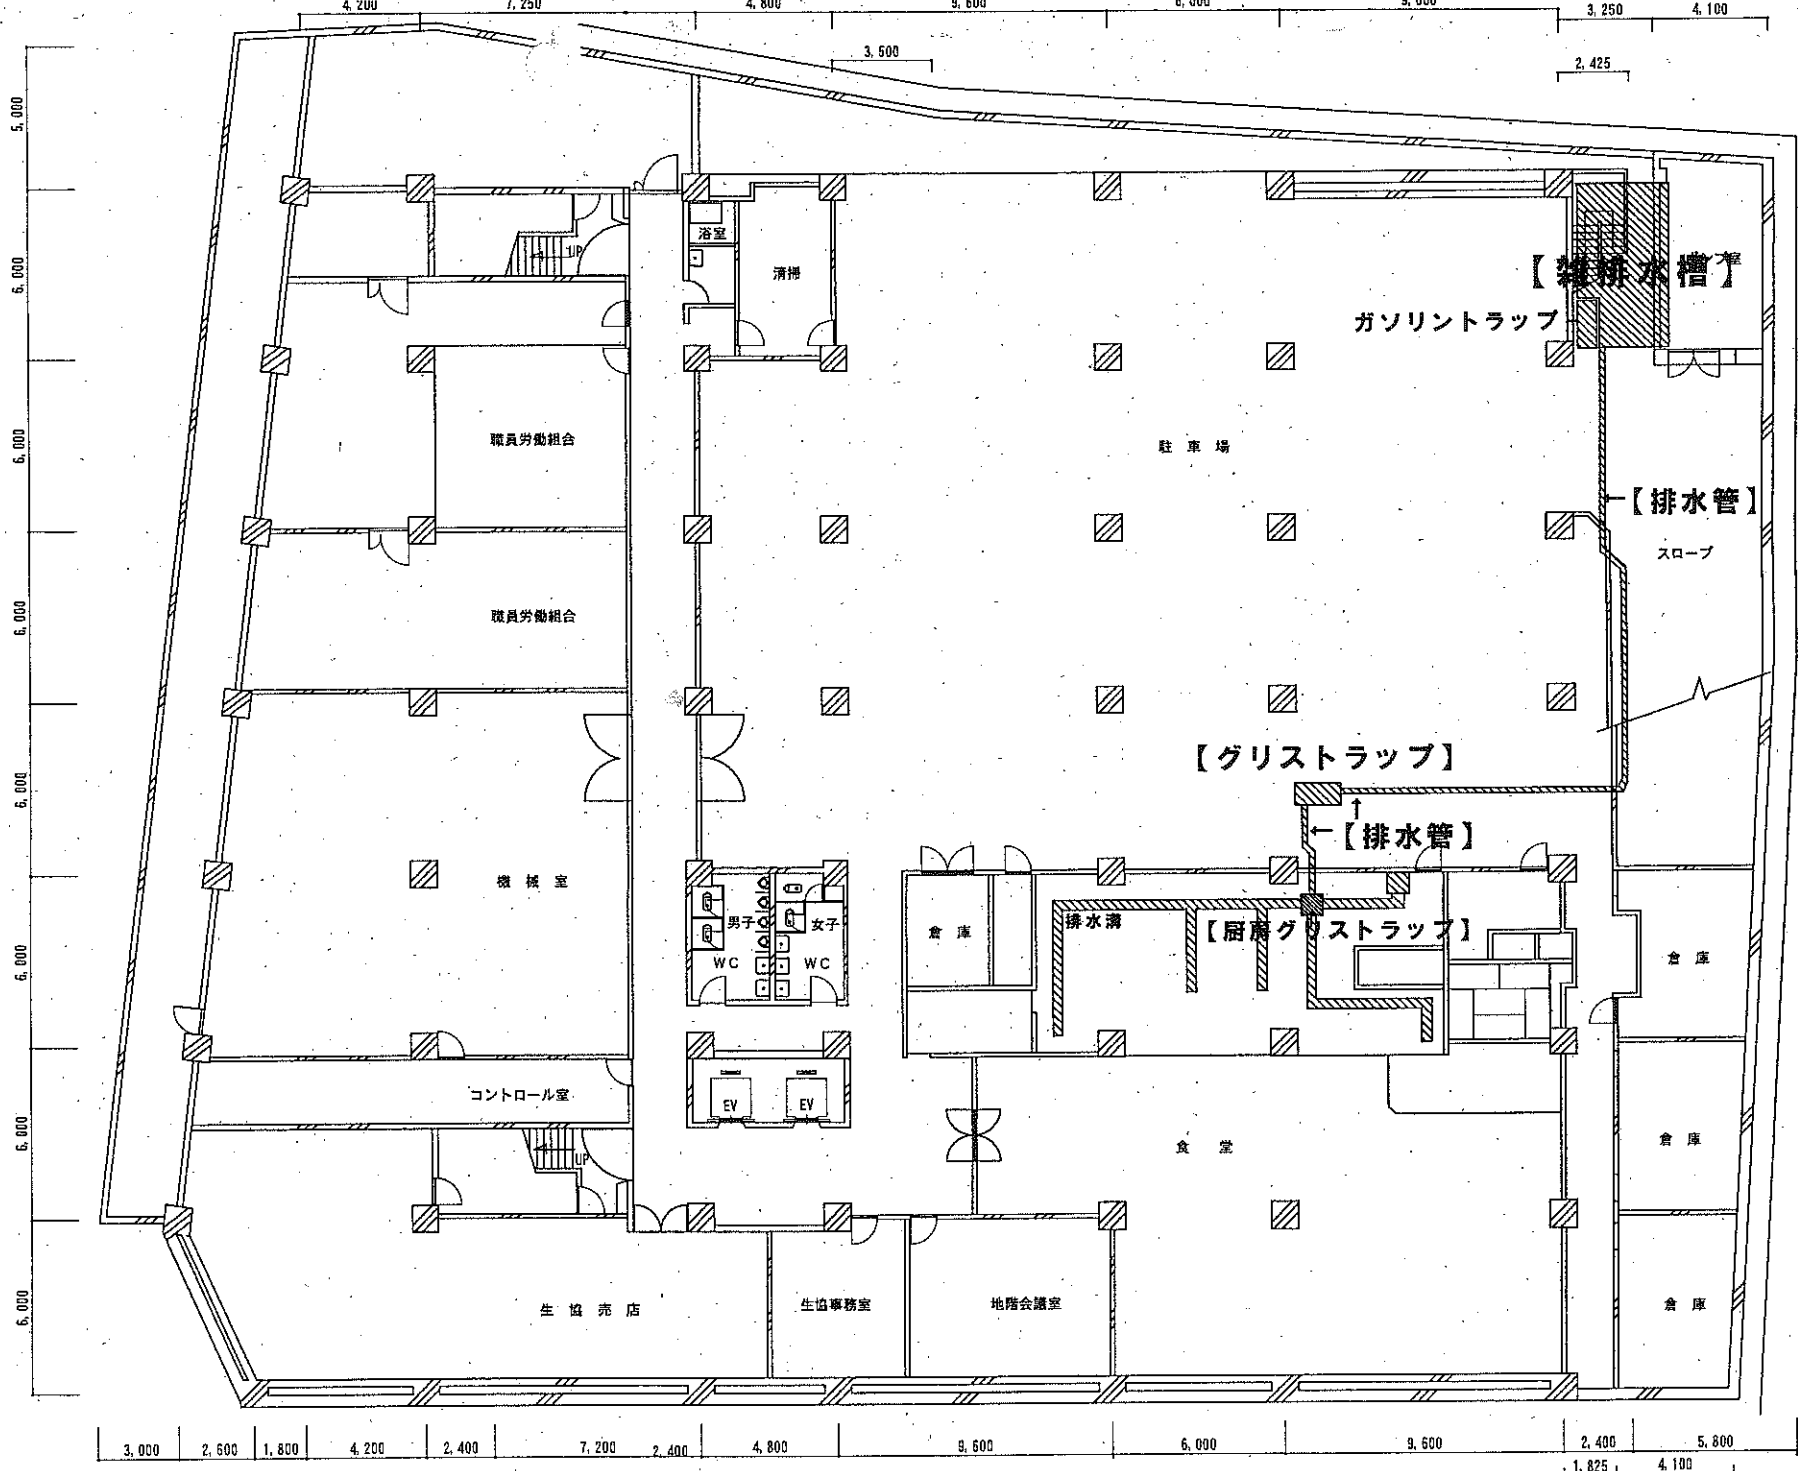 4,200
7,250
4,800
9,600
6,000
9,600
3,250
4,100
3,500
2,425
5,000
6,000
6,000
6,000
6,000
6,000
6,000
6,000
浴室
清掃
UP
【雑排水槽】
ガソリントラップ
職員労働組合
駐車場
【排水管】
スロープ
職員労働組合
【グリストラップ】
【排水管】
機械室
男子
女子
WC
WC
倉庫
排水溝
【厨房グリストラップ】
倉庫
コントロール室
EV
EV
UP
食堂
倉庫
生協売店
生協事務室
地階会議室
倉庫
3,000
2,600
1,800
4,200
2,400
7,200
2,400
4,800
9,600
6,000
9,600
2,400
5,800
1,825
4,100